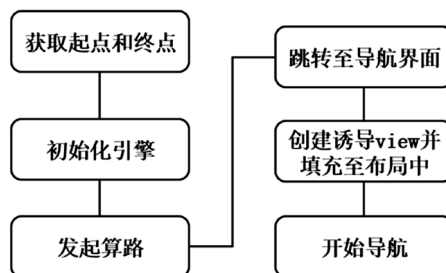 获取起点和终点
初始化引擎
发起算路
跳转至导航界面
创建诱导view并
填充至布局中
开始导航